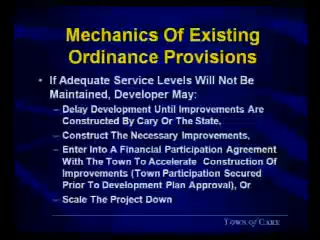 Mechanics Of Existing
Ordinance Provisions
• If Adequate Service Levels Will Not Be
Maintained, Developer May:
– Delay Development Until Improvements Are
Constructed By Cary Or The State,
– Construct The Necessary Improvements,
– Enter Into A Financial Participation Agreement
With The Town To Accelerate Construction Of
Improvements (Town Participation Secured
Prior To Development Plan Approval), Or
– Scale The Project Down
TOWN of CARY